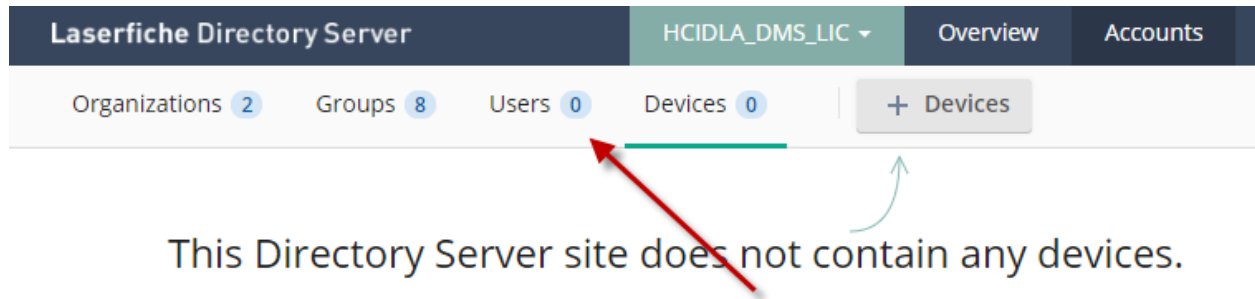 Laserfiche Directory Server HCIDLA_DMS_LIC Overview Accounts
Organizations 2 Groups 8 Users 0 Devices 0 + Devices
This Directory Server site does not contain any devices.